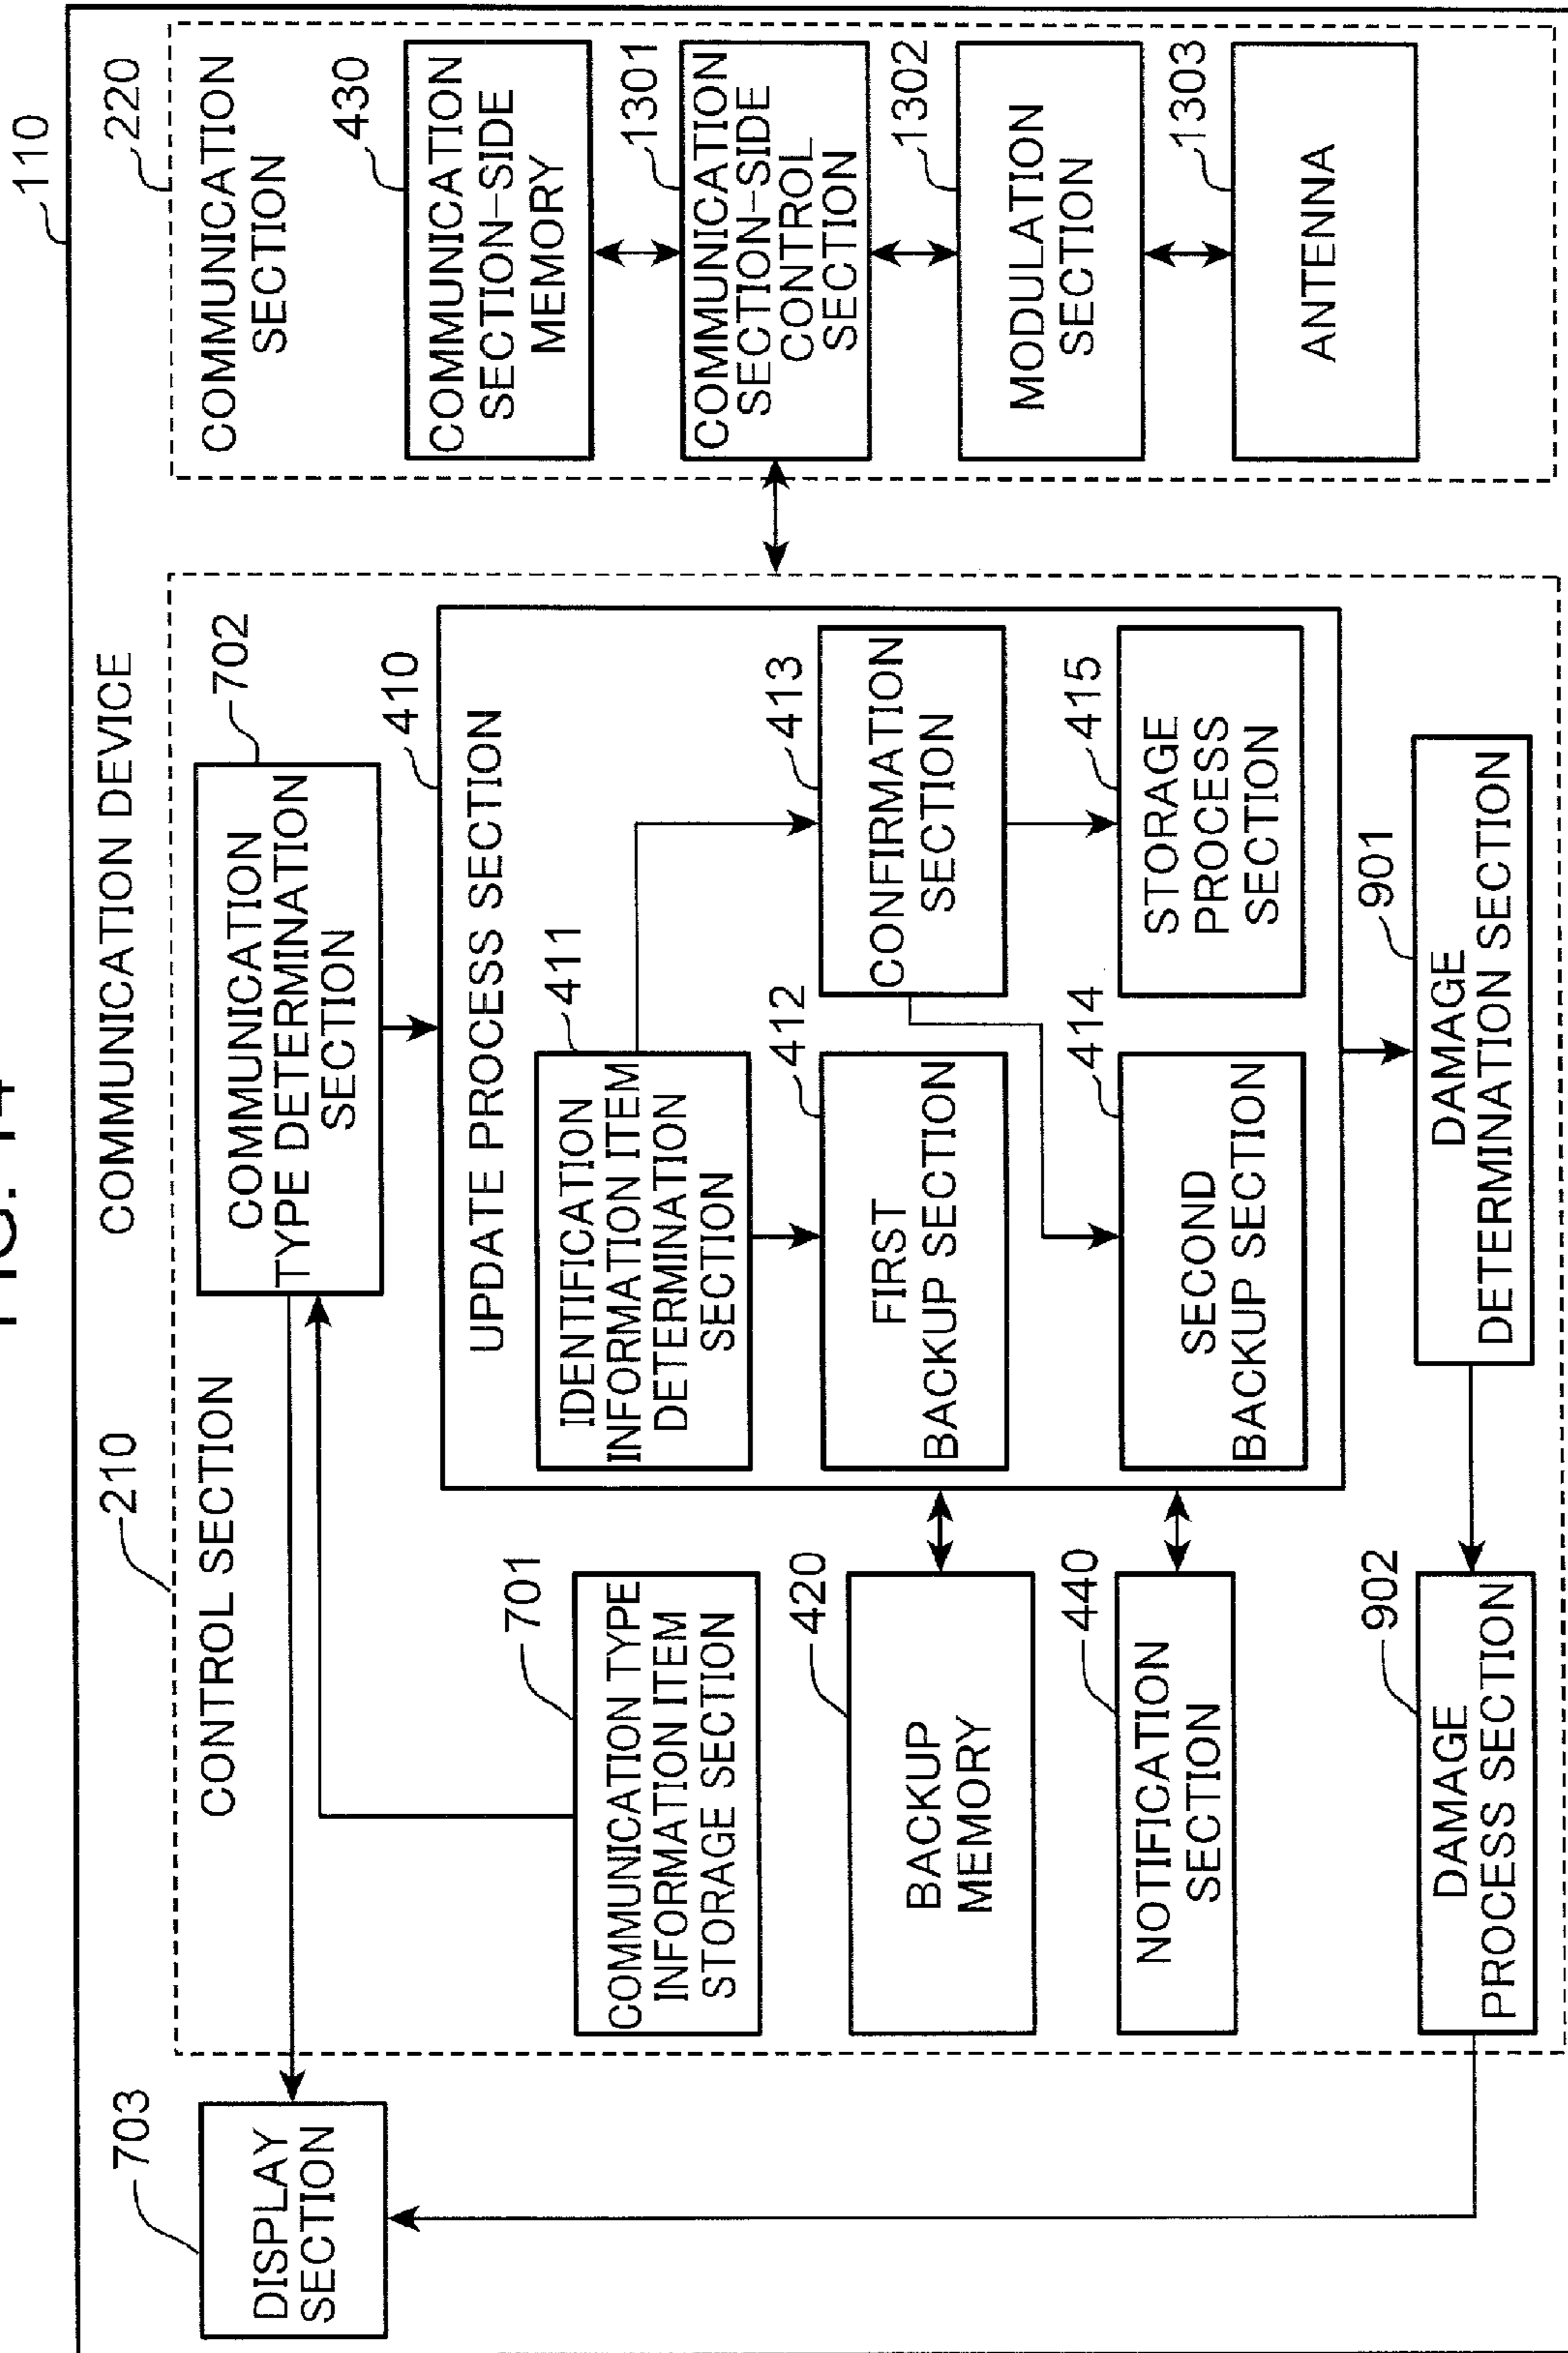 110
COMMUNICATION DEVICE
703
DISPLAY
SECTION
210
CONTROL SECTION
702
COMMUNICATION
TYPE DETERMINATION
SECTION
701
COMMUNICATION TYPE
INFORMATION ITEM
STORAGE SECTION
420
BACKUP
MEMORY
440
NOTIFICATION
SECTION
902
DAMAGE
PROCESS SECTION
410
UPDATE PROCESS SECTION
411
IDENTIFICATION
INFORMATION ITEM
DETERMINATION
SECTION
412
FIRST
BACKUP SECTION
413
CONFIRMATION
SECTION
414
SECOND
BACKUP SECTION
415
STORAGE
PROCESS
SECTION
901
DAMAGE
DETERMINATION SECTION
220
COMMUNICATION
SECTION
430
COMMUNICATION
SECTION-SIDE
MEMORY
1301
COMMUNICATION
SECTION-SIDE
CONTROL
SECTION
1302
MODULATION
SECTION
1303
ANTENNA